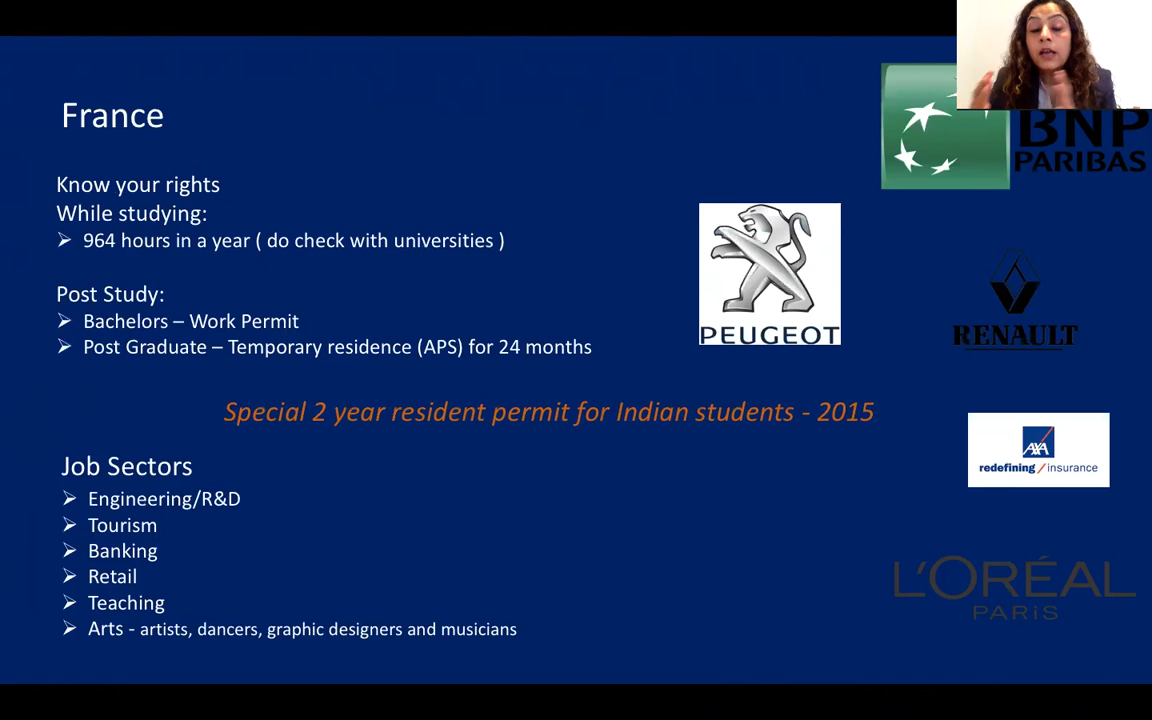 France
BNP
PARIBAS
Know your rights
While studying:
➢ 964 hours in a year ( do check with universities )
Post Study:
➢ Bachelors – Work Permit
➢ Post Graduate – Temporary residence (APS) for 24 months
PEUGEOT
RENAULT
Special 2 year resident permit for Indian students - 2015
AXA
redefining / insurance
Job Sectors
➢ Engineering/R&D
➢ Tourism
➢ Banking
➢ Retail
➢ Teaching
➢ Arts - artists, dancers, graphic designers and musicians
L'ORÉAL
PARiS